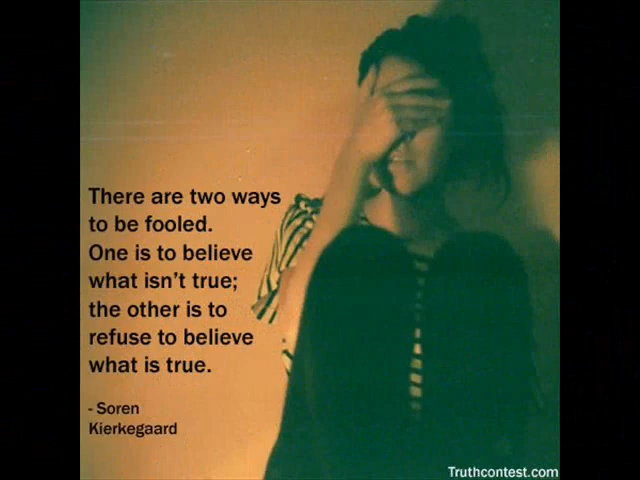 There are two ways
to be fooled.
One is to believe
what isn't true;
the other is to
refuse to believe
what is true.
- Soren
Kierkegaard
Truthcontest.com